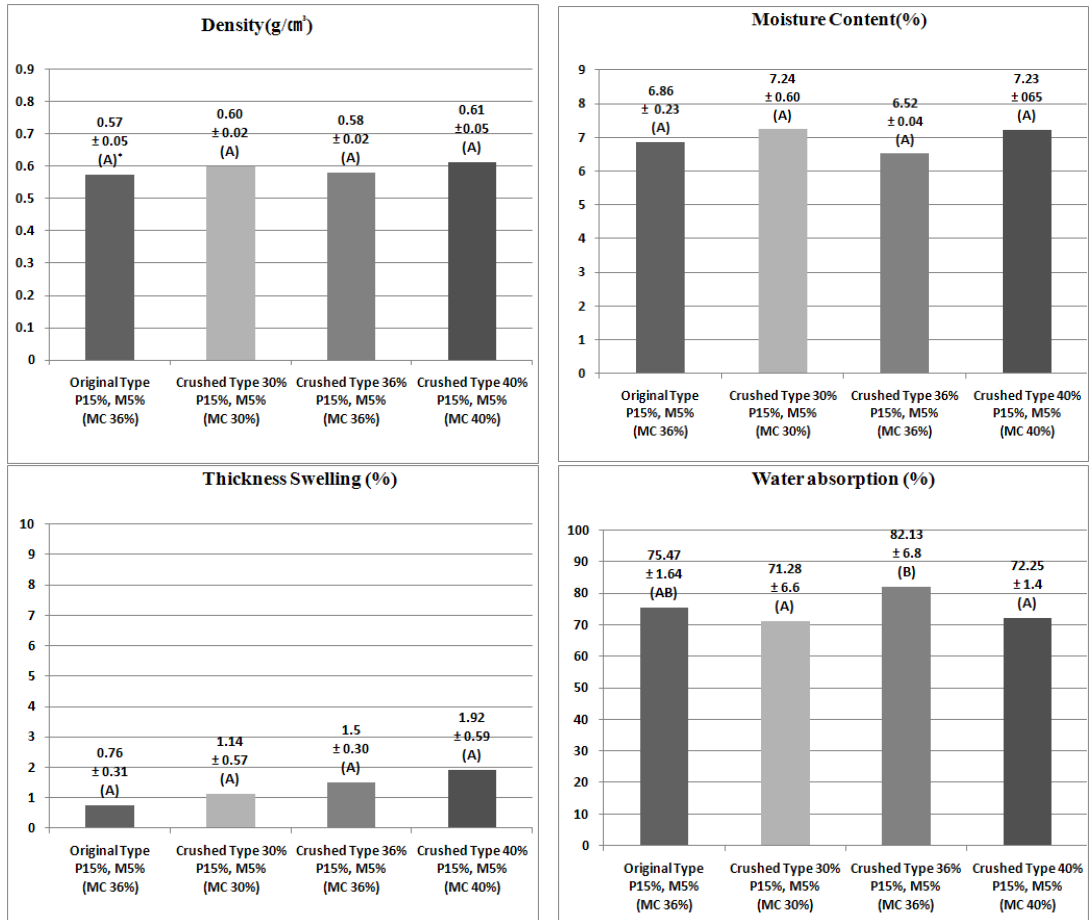 Density(g/㎤)
0.9
0.8
0.7
0.6
0.5
0.4
0.3
0.2
0.1
0
0.57
± 0.05
(A)*
0.60
± 0.02
(A)
0.58
± 0.02
(A)
0.61
±0.05
(A)
Original Type
P15%, M5%
(MC 36%)
Crushed Type 30%
P15%, M5%
(MC 30%)
Crushed Type 36%
P15%, M5%
(MC 36%)
Crushed Type 40%
P15%, M5%
(MC 40%)
Moisture Content(%)
9
8
7
6
5
4
3
2
1
0
6.86
± 0.23
(A)
7.24
± 0.60
(A)
6.52
± 0.04
(A)
7.23
± 065
(A)
Original Type
P15%, M5%
(MC 36%)
Crushed Type 30%
P15%, M5%
(MC 30%)
Crushed Type 36%
P15%, M5%
(MC 36%)
Crushed Type 40%
P15%, M5%
(MC 40%)
Thickness Swelling (%)
10
9
8
7
6
5
4
3
2
1
0
0.76
± 0.31
(A)
1.14
± 0.57
(A)
1.5
± 0.30
(A)
1.92
± 0.59
(A)
Original Type
P15%, M5%
(MC 36%)
Crushed Type 30%
P15%, M5%
(MC 30%)
Crushed Type 36%
P15%, M5%
(MC 36%)
Crushed Type 40%
P15%, M5%
(MC 40%)
Water absorption (%)
100
90
80
70
60
50
40
30
20
10
0
75.47
± 1.64
(AB)
71.28
± 6.6
(A)
82.13
± 6.8
(B)
72.25
± 1.4
(A)
Original Type
P15%, M5%
(MC 36%)
Crushed Type 30%
P15%, M5%
(MC 30%)
Crushed Type 36%
P15%, M5%
(MC 36%)
Crushed Type 40%
P15%, M5%
(MC 40%)